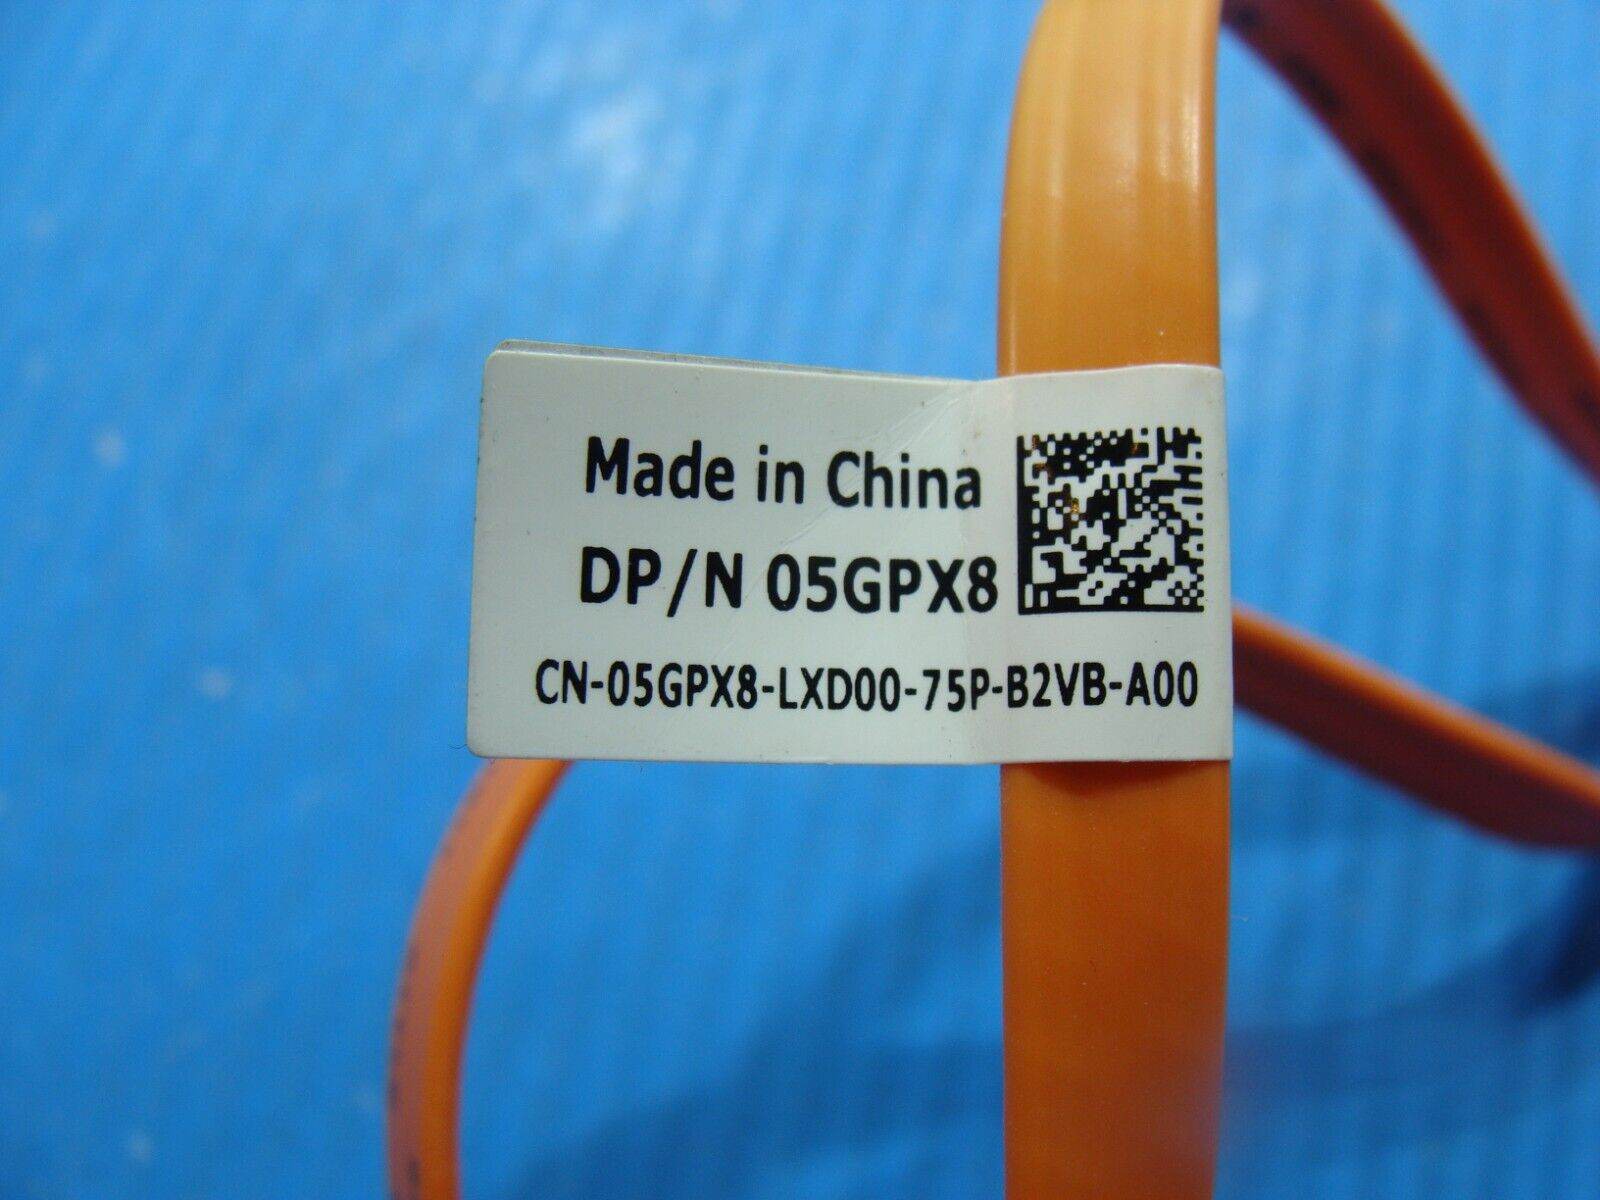 Made in China
DP/N 05GPX8
CN-05GPX8-LXD00-75P-B2VB-A00